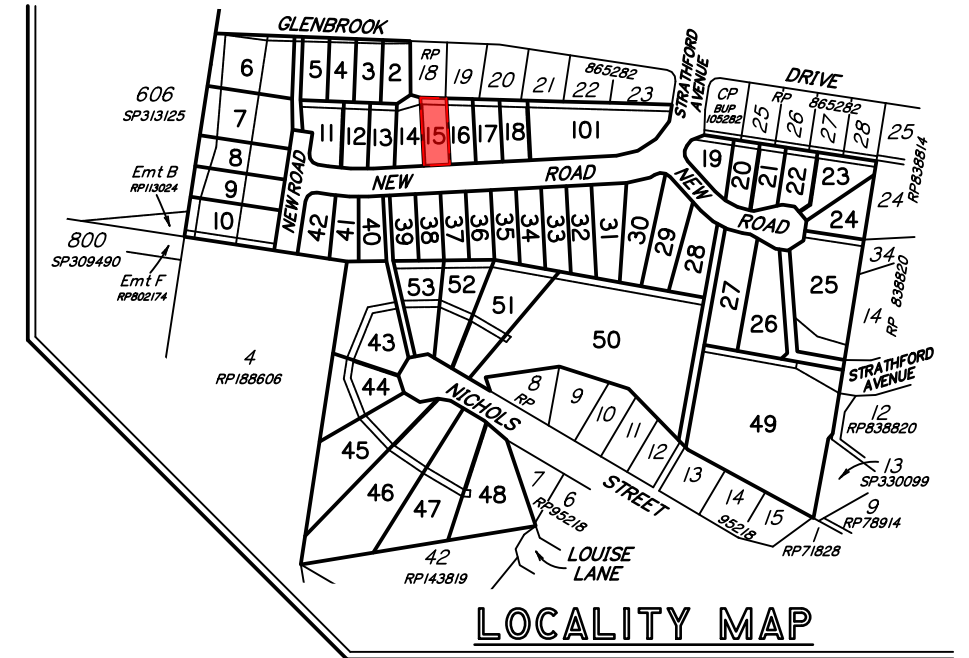 GLENBROOK
DRIVE
STRATHFORD
AVENUE
606
SP313125
6
5
4
3
2
RP
18
19
20
21
865282
22
23
CP
BUP
105282
RP
865282
25
26
27
28
25
RP838814
24
7
8
9
10
11
12
13
14
15
16
17
18
101
NEW ROAD
NEW
ROAD
NEW
ROAD
19
20
21
22
23
24
Emt B
RP113024
800
SP309490
Emt F
RP802174
42
41
40
39
38
37
36
35
34
33
32
31
30
29
28
27
26
25
34
RP 838820
14
53
52
51
50
43
44
45
46
47
48
49
4
RP188606
NICHOLS
STREET
8
RP
9
10
11
12
13
14
15
95218
7
6
RP95218
STRATHFORD
AVENUE
12
RP838820
13
SP330099
9
RP78914
1
RP71828
42
RP143819
LOUISE
LANE
LOCALITY MAP